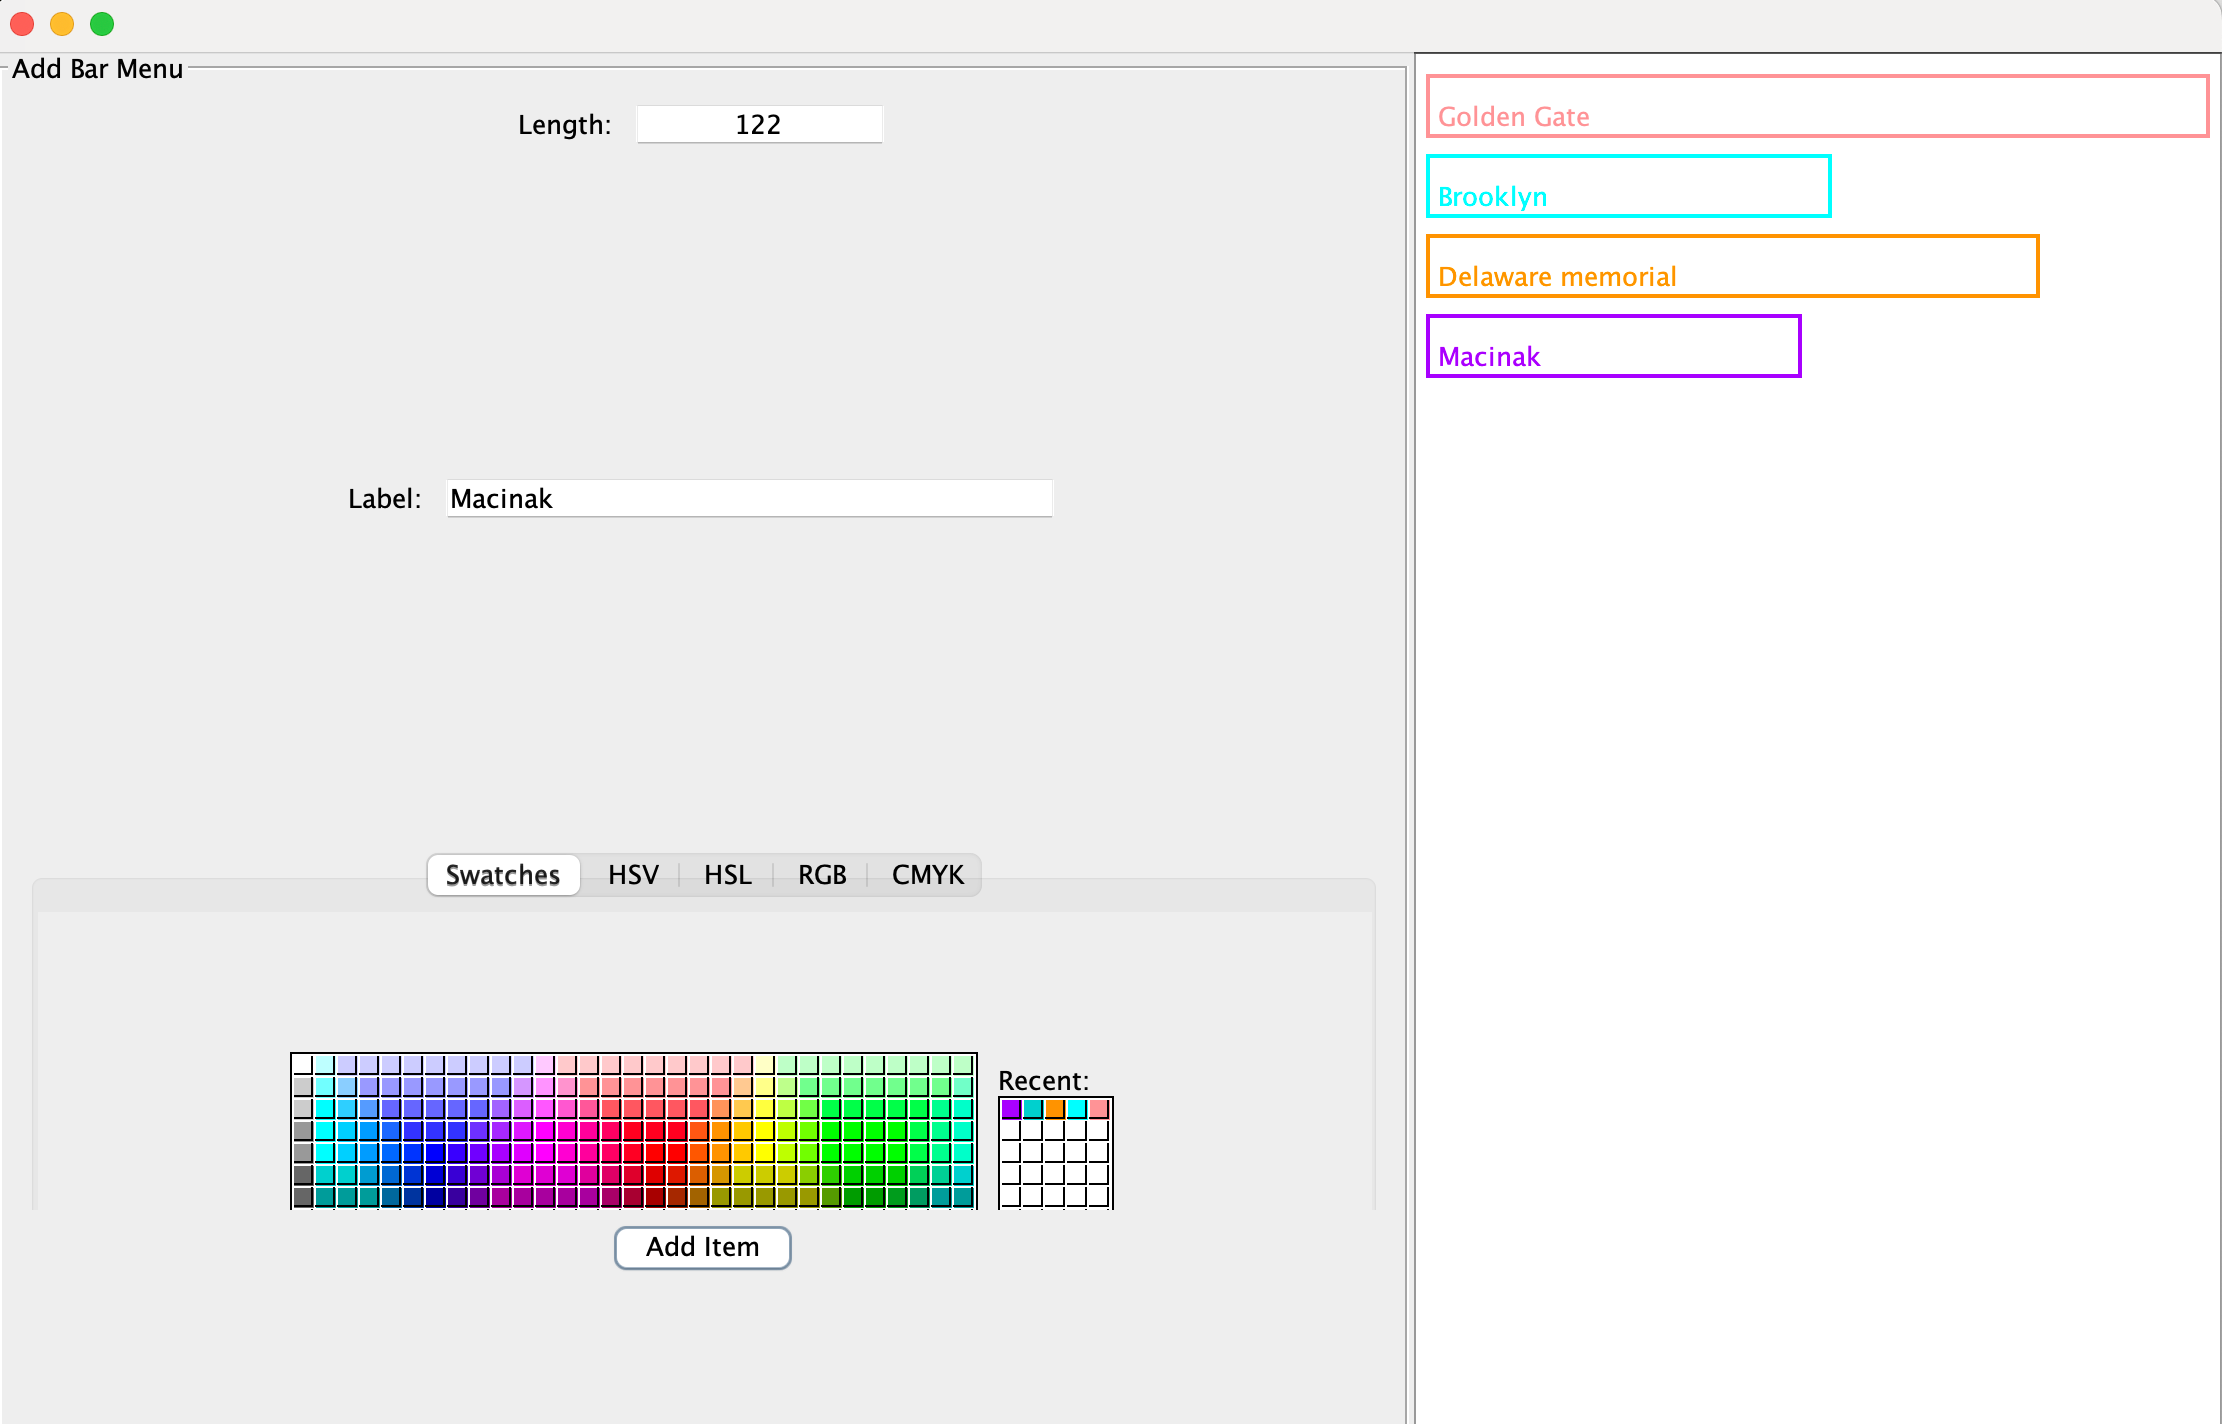 Add Bar Menu
Length: 122
Label: Macinak
Swatches HSV HSL RGB CMYK
Recent:
Add Item
Golden Gate
Brooklyn
Delaware memorial
Macinak